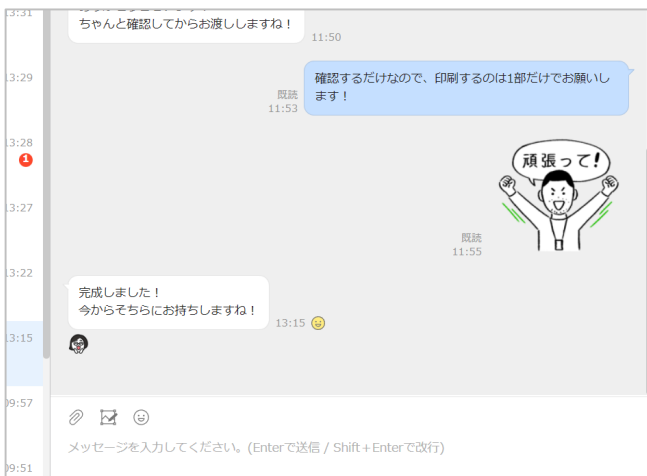 13:31
ちゃんと確認してからお渡ししますね！
11:50
13:29
確認するだけなので、印刷するのは1部だけでお願いし
ます！
既読
11:53
13:28
1
頑張って!
13:27
既読
11:55
13:22
完成しました！
今からそちらにお持ちしますね！
13:15
13:15
09:57
メッセージを入力してください。(Enterで送信 / Shift+Enterで改行)
09:51